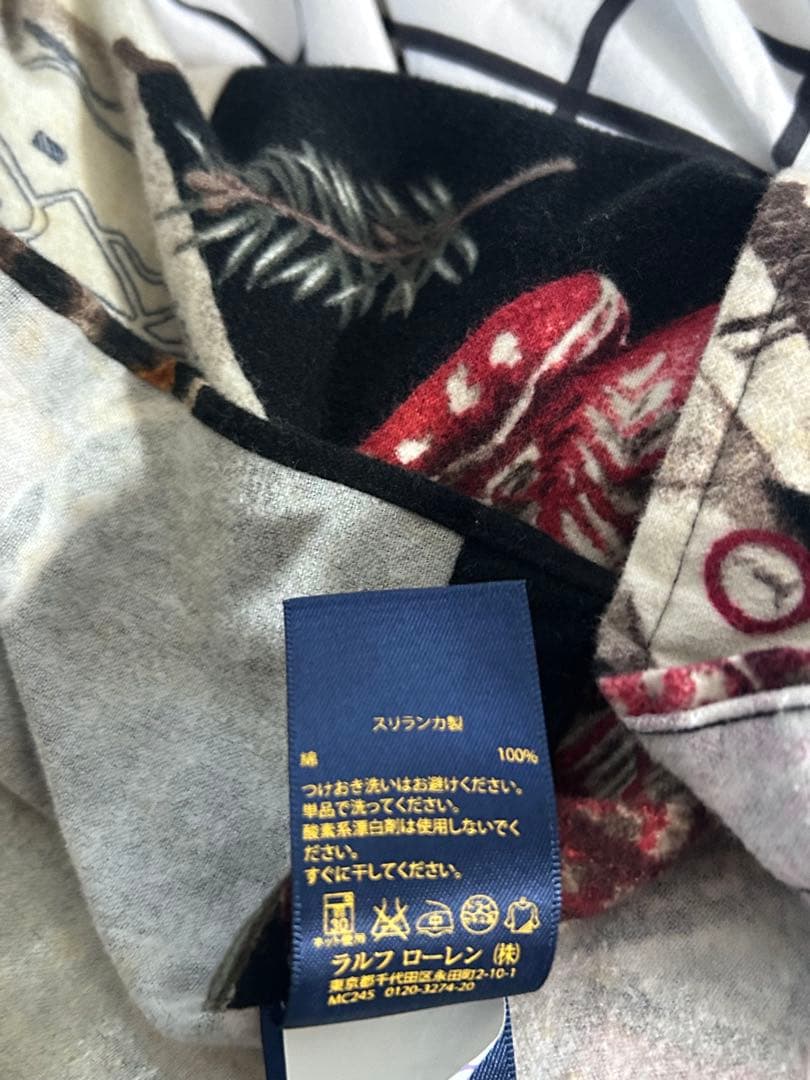 スリランカ製
綿 100%
つけおき洗いはお避けください。
単品で洗ってください。
酸素系漂白剤は使用しないでく
ださい。
すぐに干してください。
30
中
ネット使用
ラルフ ローレン (株)
東京都千代田区永田町2-10-1
MC245 0120-3274-20